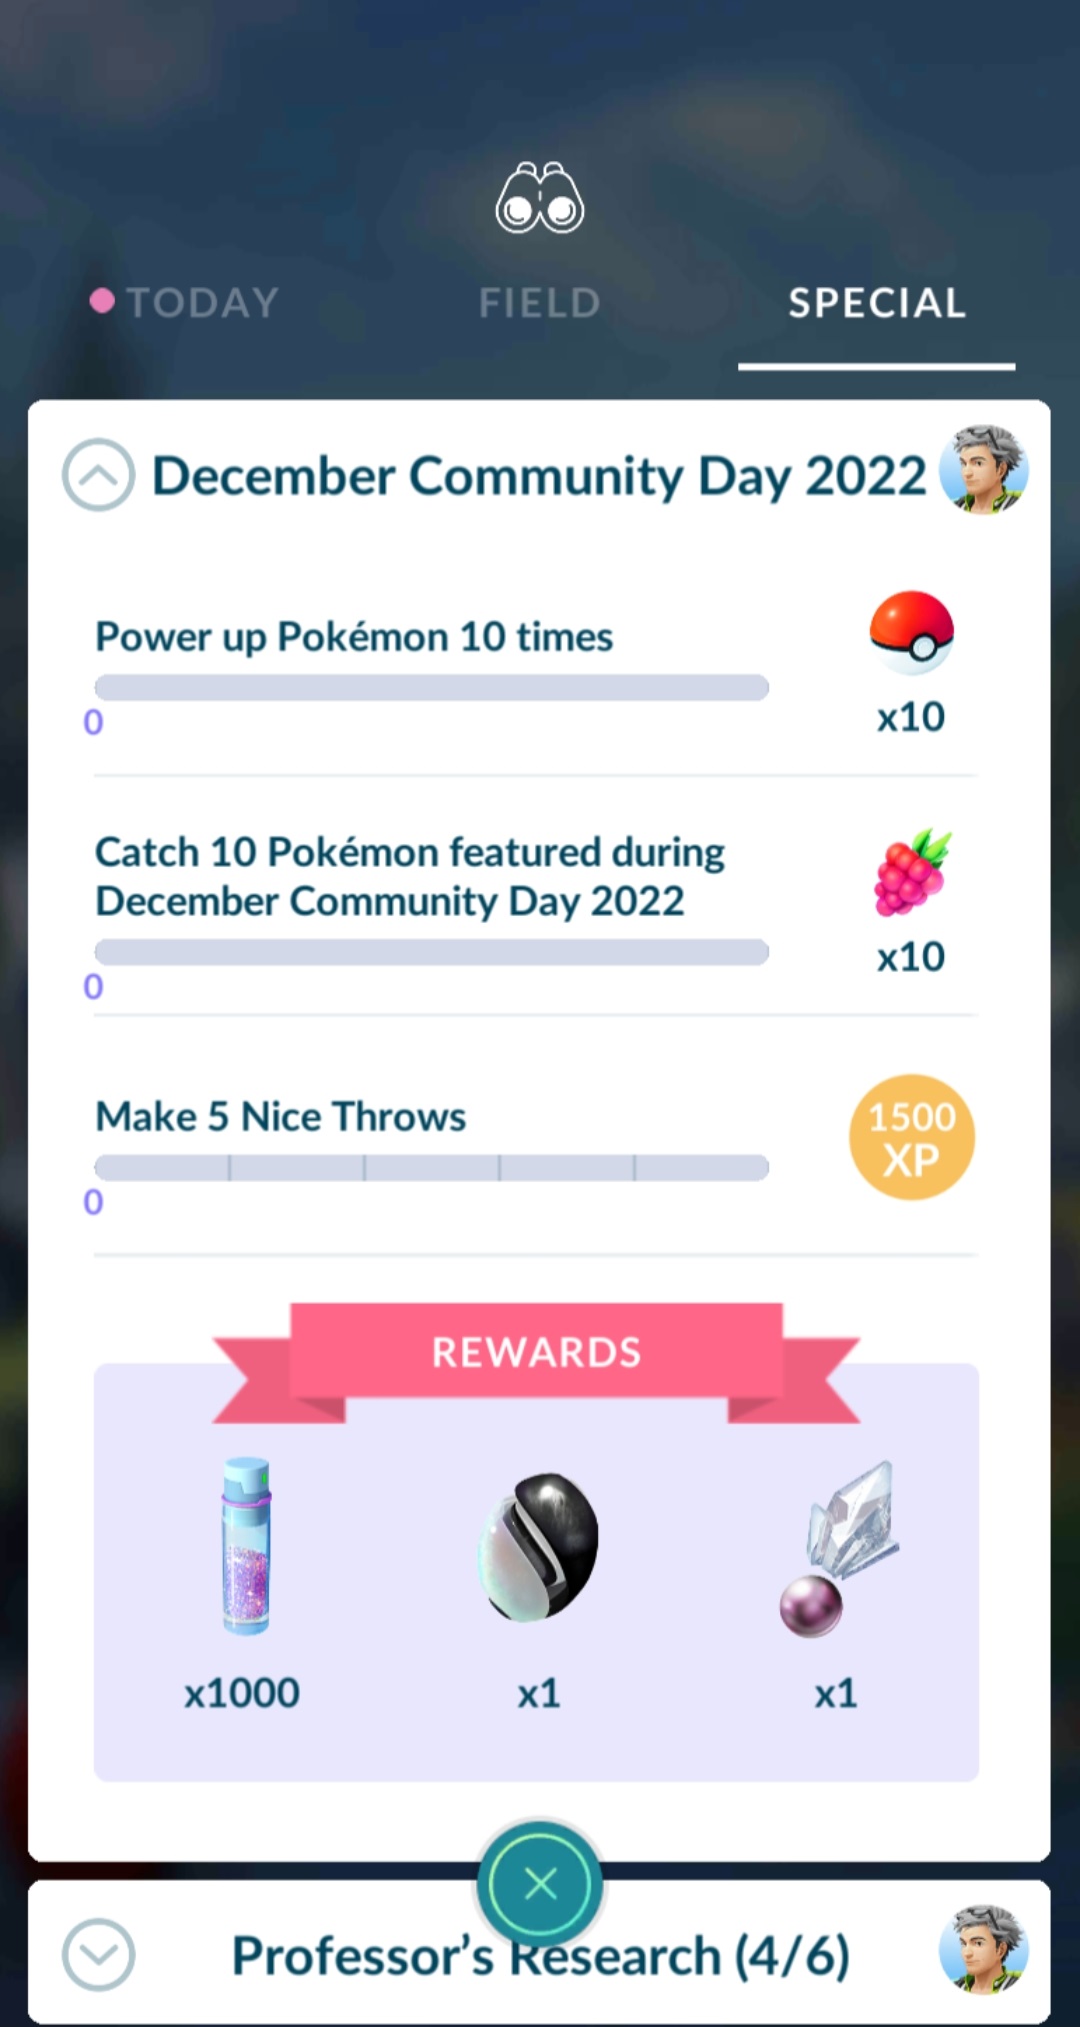 TODAY
FIELD
SPECIAL
December Community Day 2022
Power up Pokémon 10 times
0
x10
Catch 10 Pokémon featured during
December Community Day 2022
0
x10
Make 5 Nice Throws
0
1500
XP
REWARDS
x1000
x1
x1
Professor's Research (4/6)